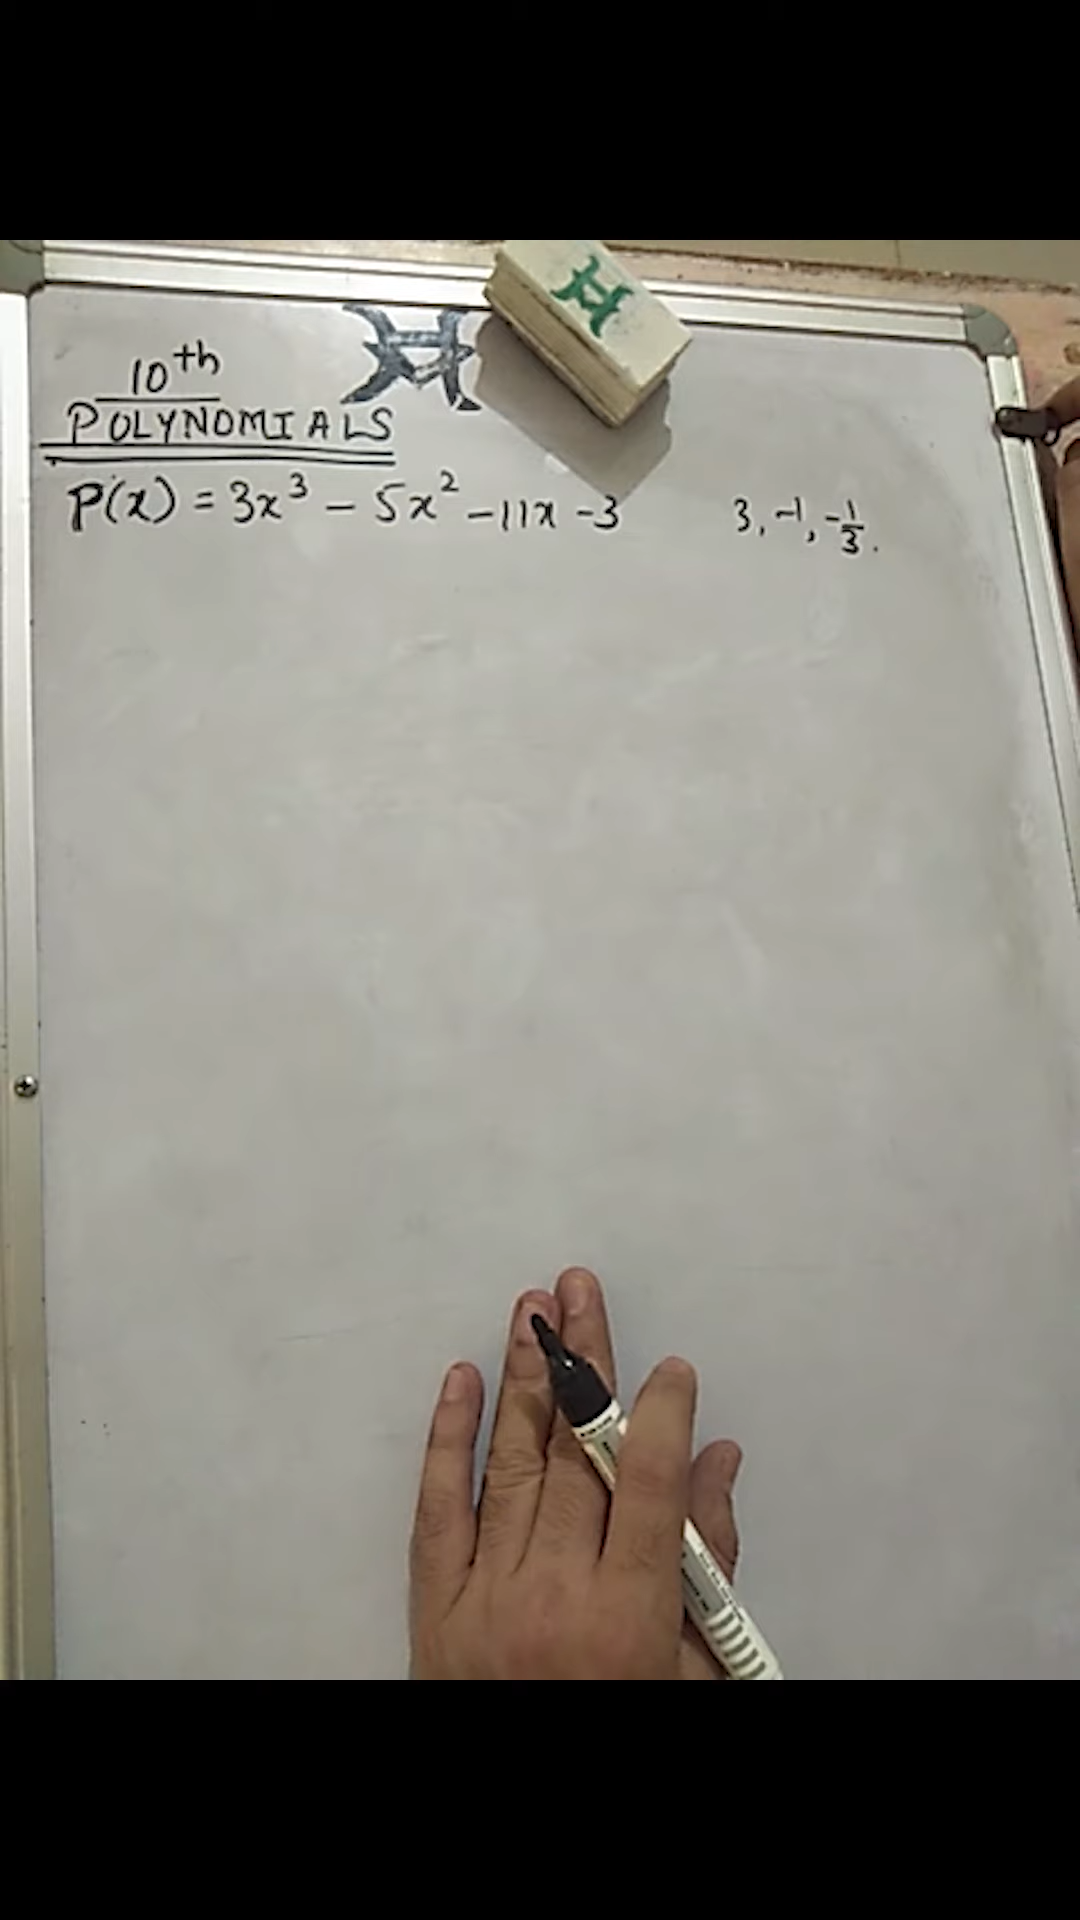 10th
POLYNOMIALS
P(x) = 3x³ - 5x² - 11x - 3 3, -1, -1/3.